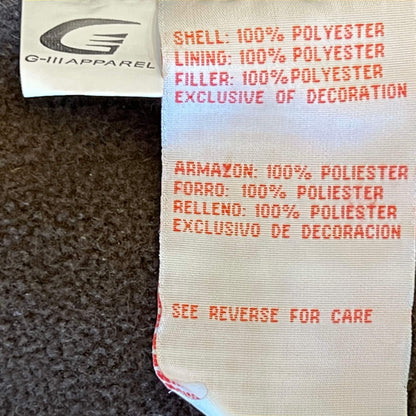 G-III APPAREL
SHELL: 100% POLYESTER
LINING: 100% POLYESTER
FILLER: 100%POLYESTER
EXCLUSIVE OF DECORATION
ARMAZON: 100% POLIESTER
FORRO: 100% POLIESTER
RELLENO: 100% POLIESTER
EXCLUSIVO DE DECORACION
SEE REVERSE FOR CARE